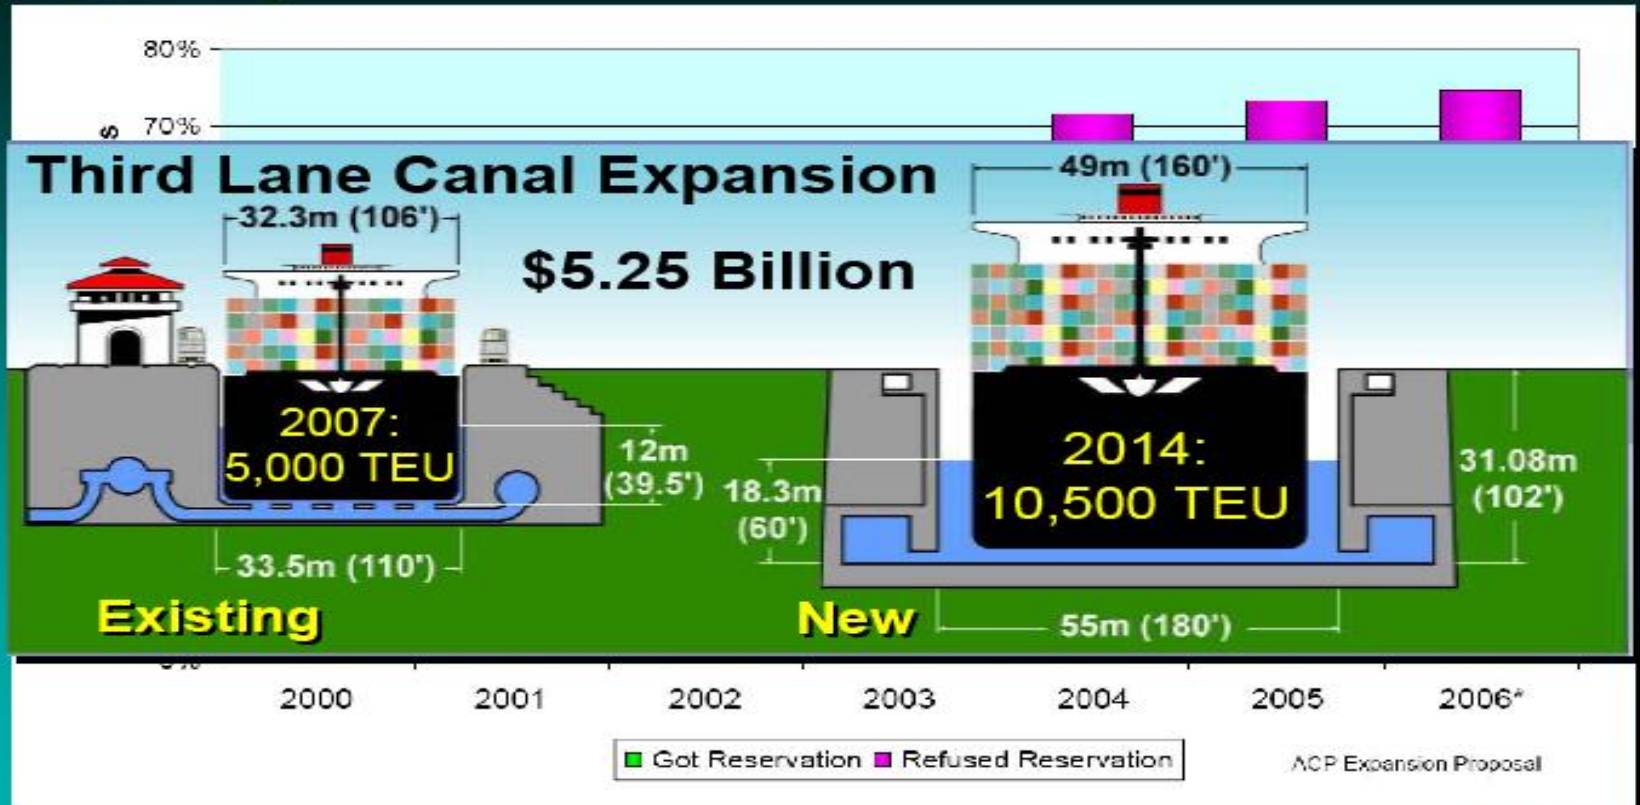 80%
s
70%
Third Lane Canal Expansion
49m (160')
32.3m (106')
$5.25 Billion
2007:
5,000 TEU
12m
(39.5')
2014:
10,500 TEU
18.3m
(60')
31.08m
(102')
33.5m (110')
55m (180')
Existing
New
2000 2001 2002 2003 2004 2005 2006*
Got Reservation Refused Reservation
ACP Expansion Proposal